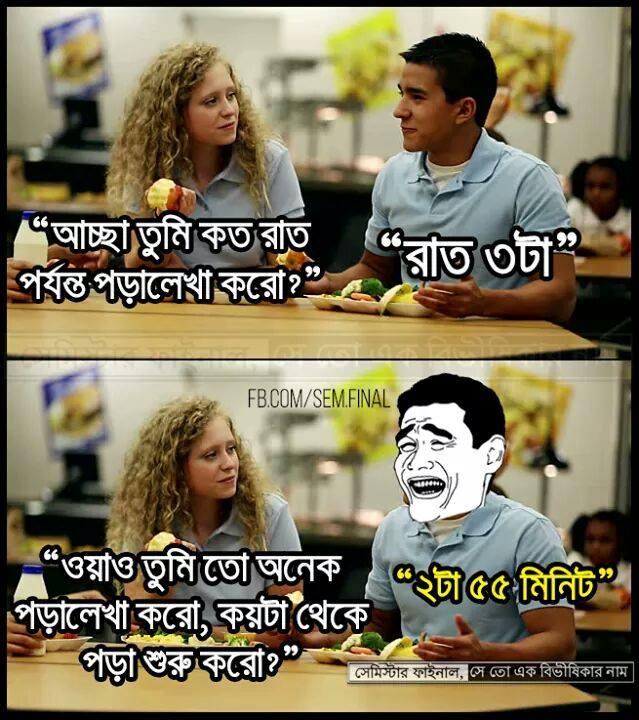 “আচ্ছা তুমি কত রাত
পর্যন্ত পড়ালেখা করো?”
“রাত ৩টা”
FB.COM/SEM.FINAL
“ওয়াও তুমি তো অনেক
পড়ালেখা করো, কয়টা থেকে
পড়া শুরু করো?”
“২টা ৫৫ মিনিট”
সেমিস্টার ফাইনাল, সে তো এক বিভীষিকার নাম